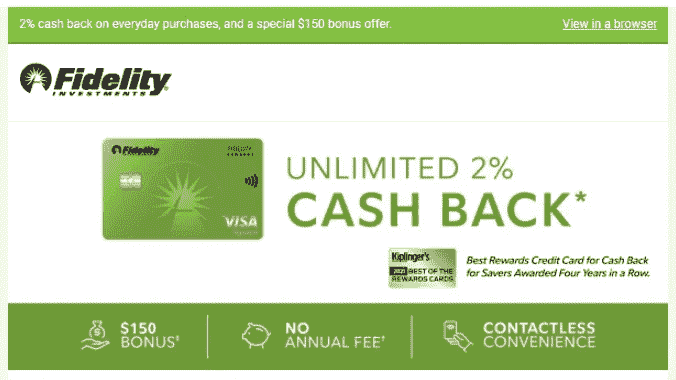 2% cash back on everyday purchases, and a special $150 bonus offer.
View in a browser
Fidelity
INVESTMENTS
Fidelity
VISA
UNLIMITED 2%
CASH BACK*
Kiplinger's
BEST OF THE
REWARDS CARDS
Best Rewards Credit Card for Cash Back
for Savers Awarded Four Years in a Row.
$150
BONUS‡
NO
ANNUAL FEE†
CONTACTLESS
CONVENIENCE